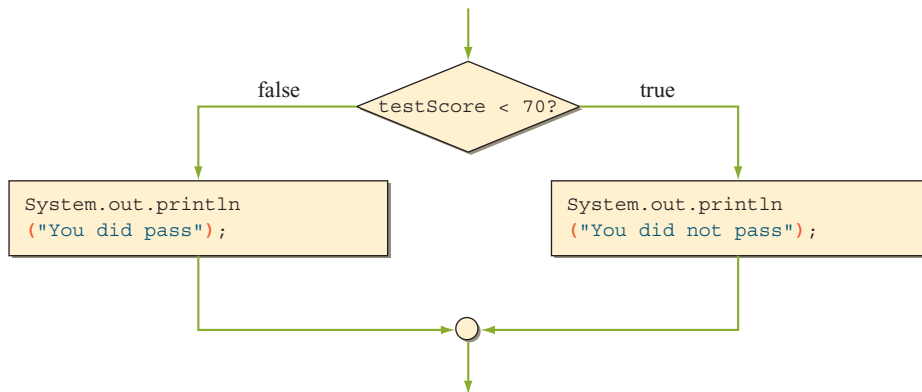 false
testScore < 70?
true
System.out.println
("You did pass");
System.out.println
("You did not pass");